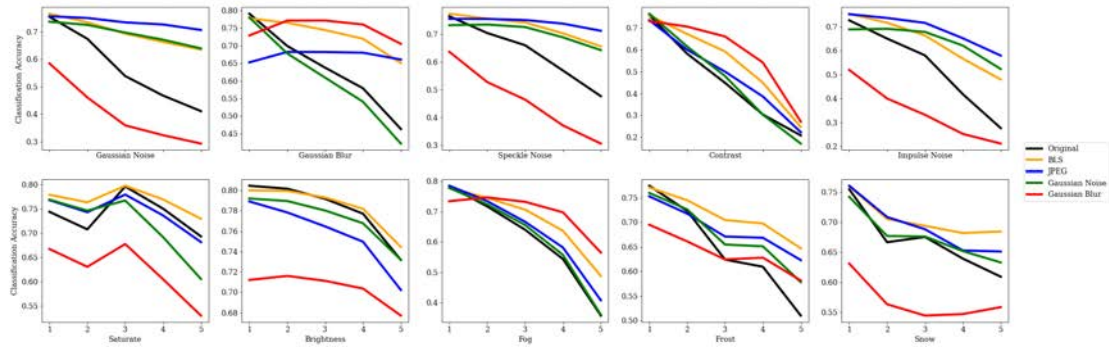 Classification Accuracy
0.7
0.6
0.5
0.4
0.3
Gaussian Noise
0.85
0.80
0.75
0.70
0.65
0.60
0.55
0.50
0.45
Gaussian Blur
0.8
0.7
0.6
0.5
0.4
0.3
Speckle Noise
0.8
0.7
0.6
0.5
0.4
0.3
0.2
Contrast
0.7
0.6
0.5
0.4
0.3
0.2
Impulse Noise
Original
BLS
JPEG
Gaussian Noise
Gaussian Blur
Classification Accuracy
0.80
0.75
0.70
0.65
0.60
0.55
1 2 3 4 5
Saturate
0.80
0.78
0.76
0.74
0.72
0.70
0.68
1 2 3 4 5
Brightness
0.8
0.7
0.6
0.5
0.4
1 2 3 4 5
Fog
0.75
0.70
0.65
0.60
0.55
0.50
1 2 3 4 5
Frost
0.75
0.70
0.65
0.60
0.55
1 2 3 4 5
Snow